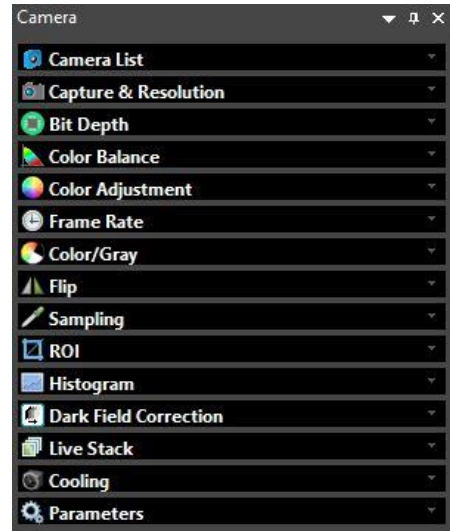 Camera
Camera List
Capture & Resolution
Bit Depth
Color Balance
Color Adjustment
Frame Rate
Color/Gray
Flip
Sampling
ROI
Histogram
Dark Field Correction
Live Stack
Cooling
Parameters